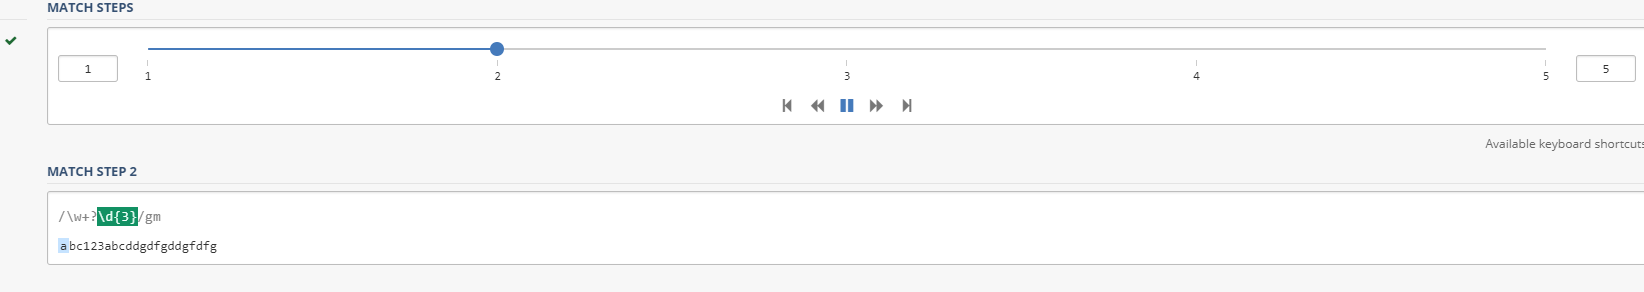 MATCH STEPS
1 1 2 3 4 5 5
Available keyboard shortcuts
MATCH STEP 2
/\w+?\d{3}/gm
abc123abcddgdfgddgfdfg